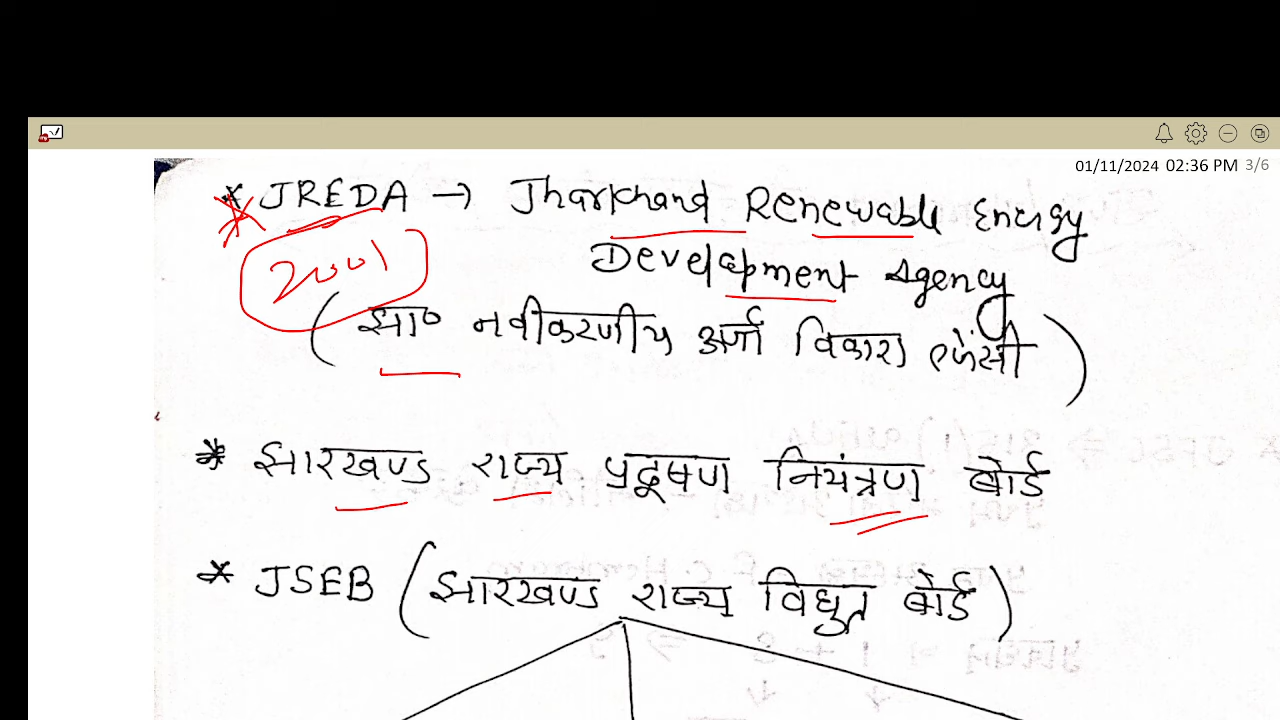 01/11/2024 02:36 PM 3/6
* JREDA → Jharkhand Renewable Energy
Development Agency
2001
(झा० नवीकरणीय ऊर्जा विकास एजेंसी)
* झारखण्ड राज्य प्रदूषण नियंत्रण बोर्ड
* JSEB (झारखण्ड राज्य विद्युत बोर्ड)